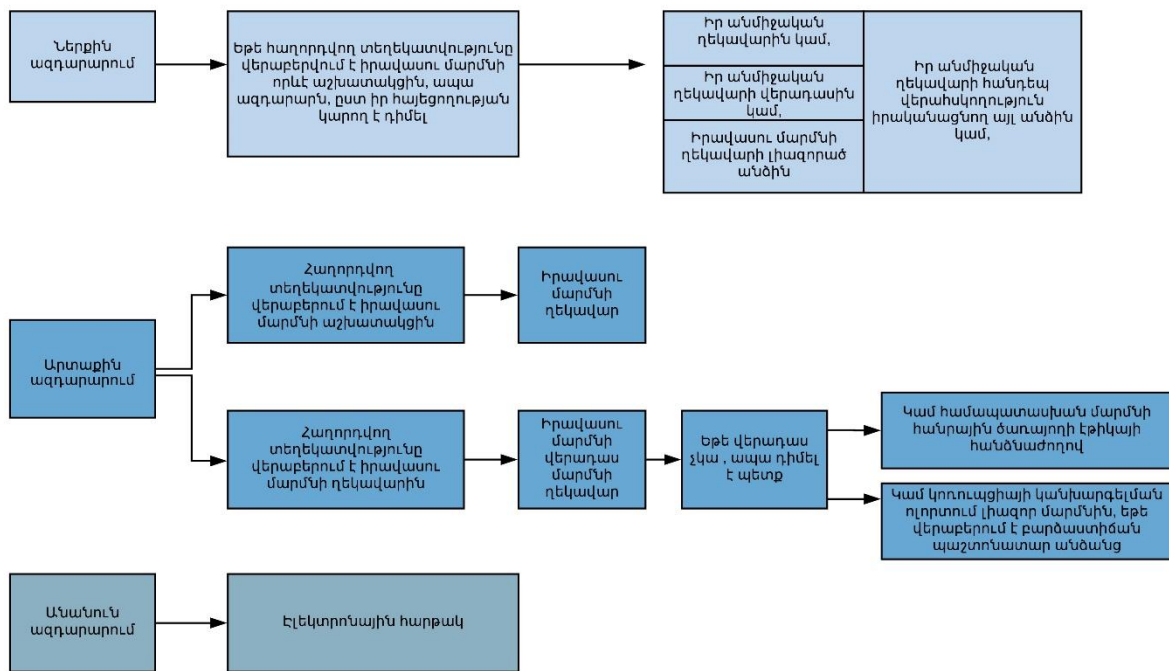 Ներքին
ազդարարում
Եթե հաղորդվող տեղեկատվությունը
վերաբերվում է իրավասու մարմնի
որևէ աշխատակցին, ապա
ազդարարն, ըստ իր հայեցողության
կարող է դիմել
Իր անմիջական
ղեկավարին կամ,
Իր անմիջական
ղեկավարի վերադասին
կամ,
Իրավասու մարմնի
ղեկավարի լիազորած
անձին
Իր անմիջական
ղեկավարի հանդեպ
վերահսկողություն
իրականացնող այլ անձին
կամ,
Արտաքին
ազդարարում
Հաղորդվող
տեղեկատվությունը
վերաբերում է իրավասու
մարմնի աշխատակցին
Իրավասու
մարմնի
ղեկավար
Հաղորդվող
տեղեկատվությունը
վերաբերում է իրավասու
մարմնի ղեկավարին
Իրավասու
մարմնի
վերադաս
մարմնի
ղեկավար
Եթե վերադաս
չկա , ապա դիմել
է պետք
Կամ համապատասխան մարմնի
հանրային ծառայողի էթիկայի
հանձնաժողով
Կամ կոռուպցիայի կանխարգելման
ոլորտում լիազոր մարմնին, եթե
վերաբերում է բարձաստիճան
պաշտոնատար անձանց
Անանուն
ազդարարում
Էլեկտրոնային հարթակ